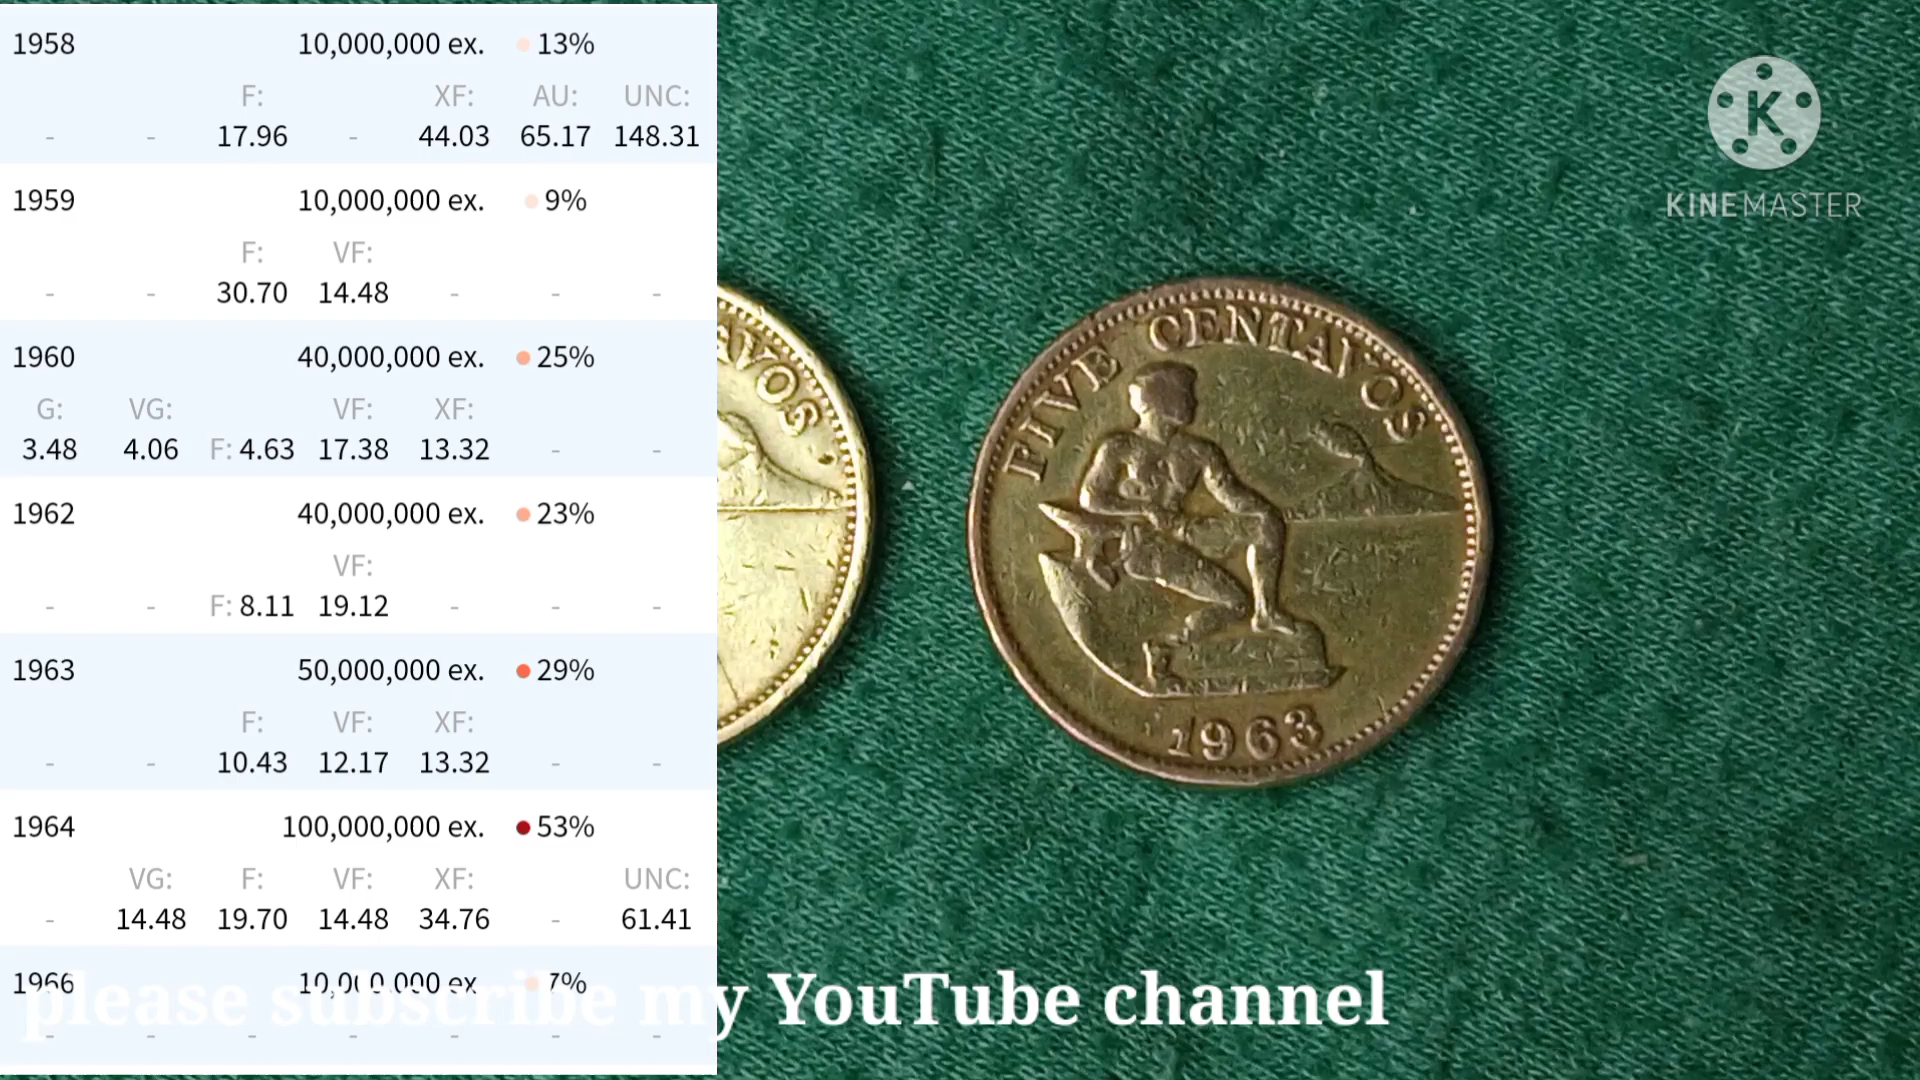 1958 10,000,000 ex. 13%
F: XF: AU: UNC:
- - 17.96 - 44.03 65.17 148.31
1959 10,000,000 ex. 9%
F: VF:
- - 30.70 14.48 - - -
1960 40,000,000 ex. 25%
G: VG: VF: XF:
3.48 4.06 F: 4.63 17.38 13.32 - -
1962 40,000,000 ex. 23%
VF:
- - F: 8.11 19.12 - - -
1963 50,000,000 ex. 29%
F: VF: XF:
- - 10.43 12.17 13.32 - -
1964 100,000,000 ex. 53%
VG: F: VF: XF: UNC:
- 14.48 19.70 14.48 34.76 - 61.41
1966 10,000,000 ex. 7%
- - - - - - -
please subscribe my YouTube channel
AVOS
FIVE CENTAVOS
1963
K
KINEMASTER